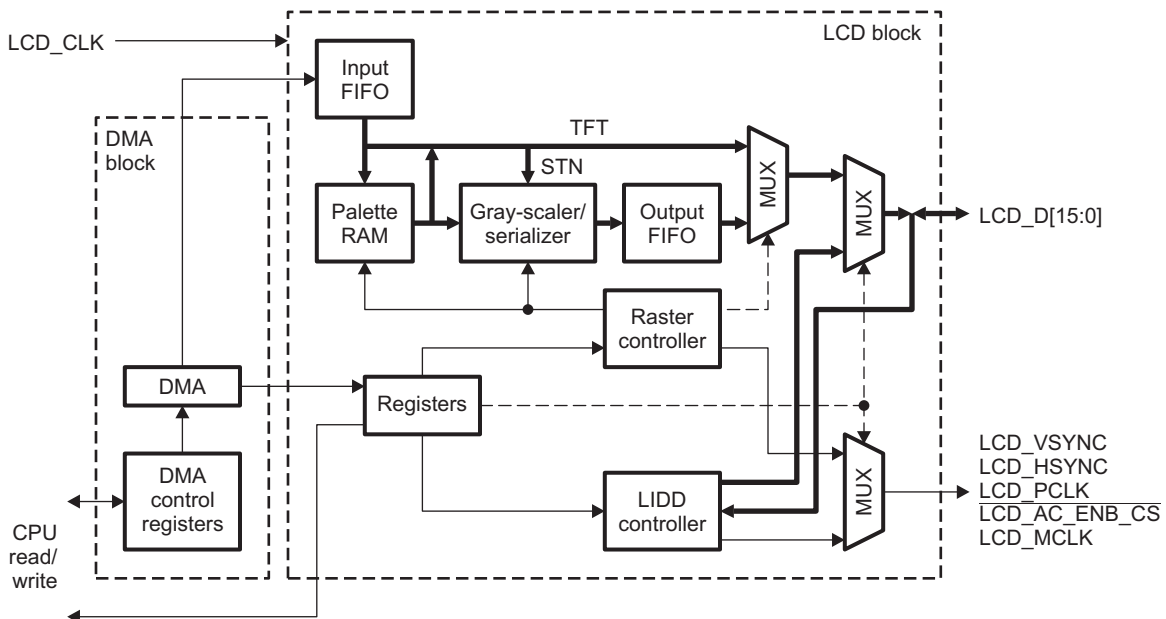 LCD_CLK
LCD block
Input
FIFO
DMA
block
TFT
STN
MUX
MUX
Palette
RAM
Gray-scaler/
serializer
Output
FIFO
LCD_D[15:0]
Raster
controller
DMA
Registers
DMA
control
registers
LIDD
controller
MUX
LCD_VSYNC
LCD_HSYNC
LCD_PCLK
LCD_AC_ENB_CS
LCD_MCLK
CPU
read/
write